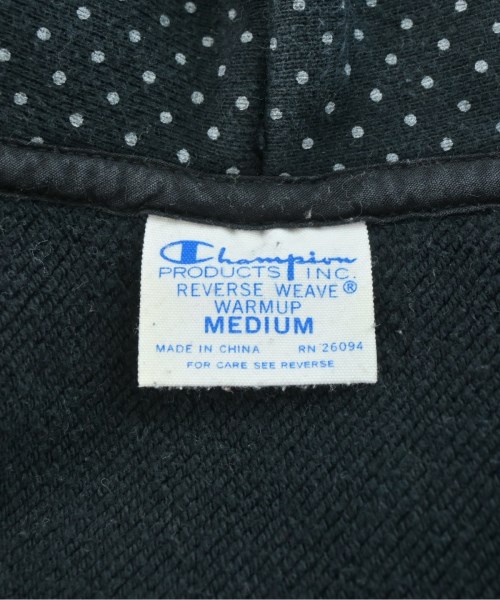 Champion
PRODUCTS INC.
REVERSE WEAVE®
WARMUP
MEDIUM
MADE IN CHINA RN 26094
FOR CARE SEE REVERSE